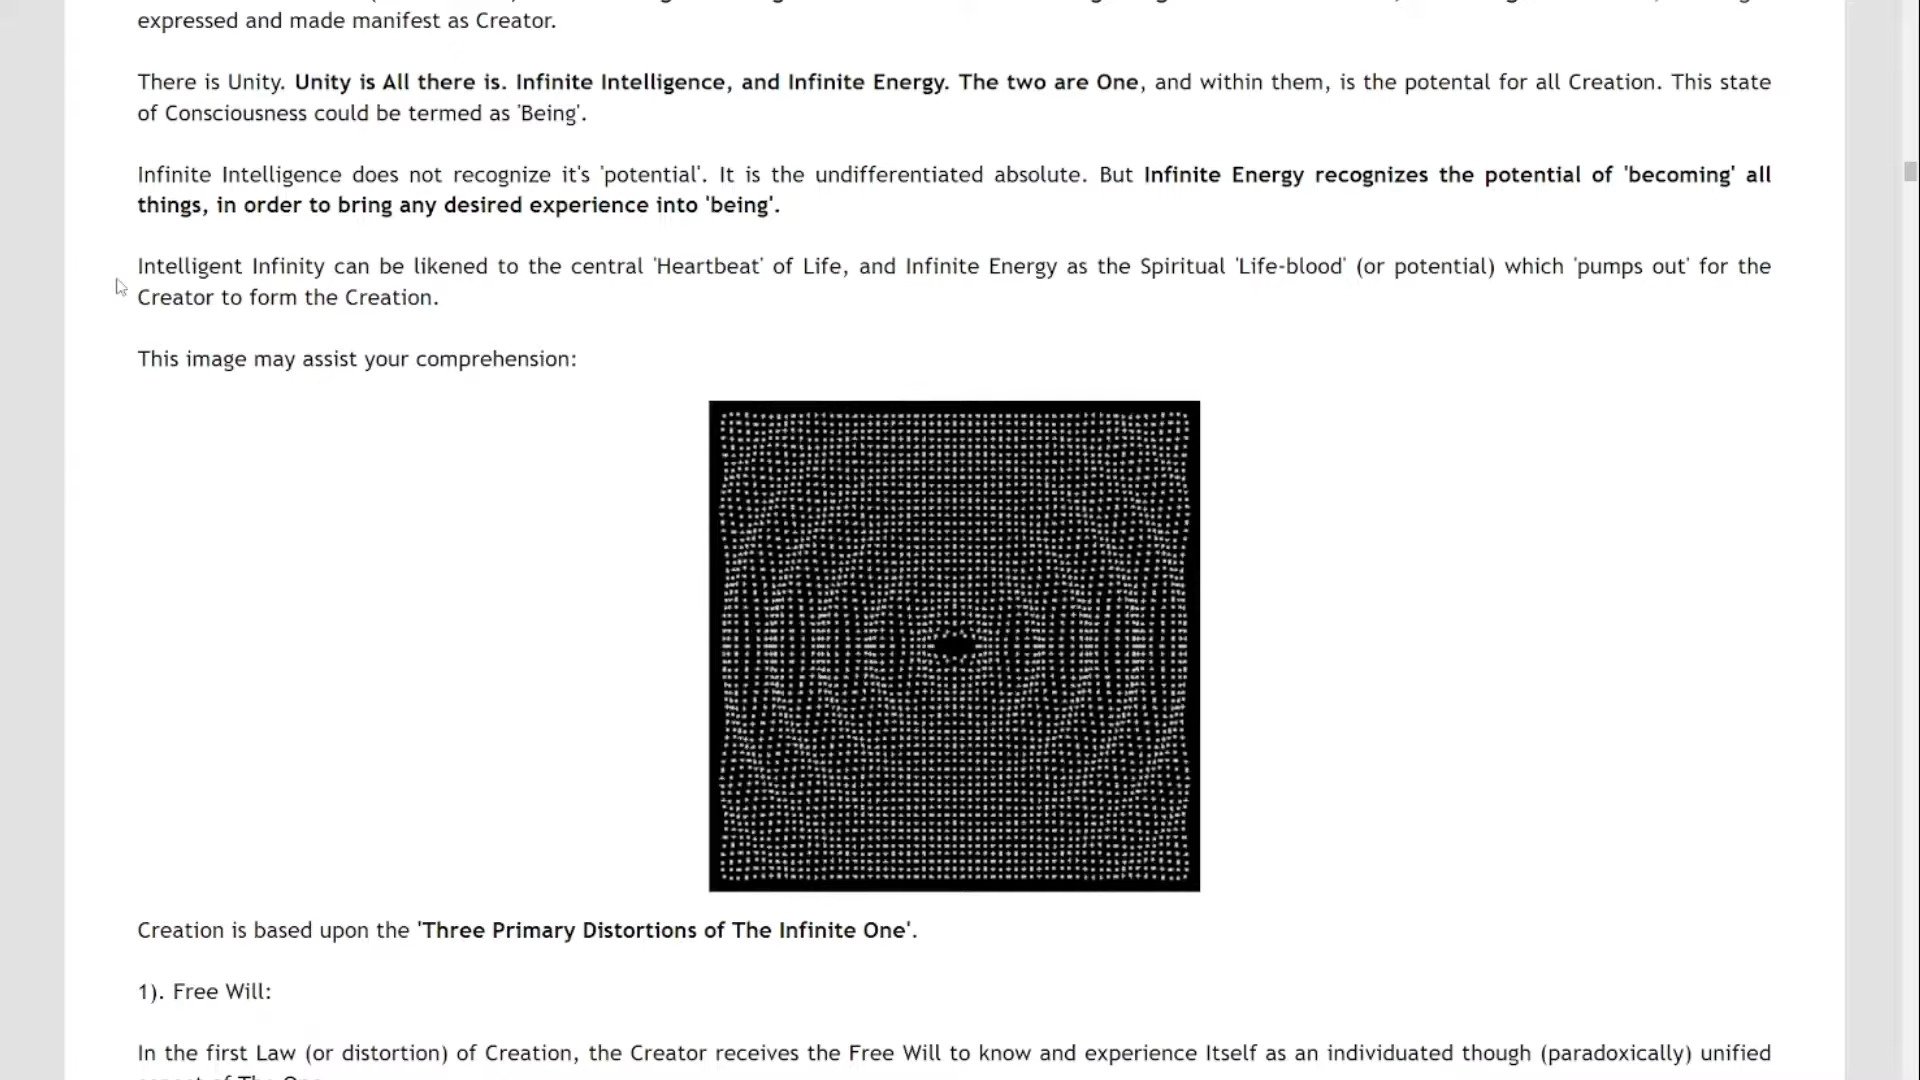 expressed and made manifest as Creator.
There is Unity. Unity is All there is. Infinite Intelligence, and Infinite Energy. The two are One, and within them, is the potental for all Creation. This state
of Consciousness could be termed as 'Being'.
Infinite Intelligence does not recognize it's 'potential'. It is the undifferentiated absolute. But Infinite Energy recognizes the potential of 'becoming' all
things, in order to bring any desired experience into 'being'.
Intelligent Infinity can be likened to the central 'Heartbeat' of Life, and Infinite Energy as the Spiritual 'Life-blood' (or potential) which 'pumps out' for the
Creator to form the Creation.
This image may assist your comprehension:
Creation is based upon the 'Three Primary Distortions of The Infinite One'.
1). Free Will:
In the first Law (or distortion) of Creation, the Creator receives the Free Will to know and experience Itself as an individuated though (paradoxically) unified